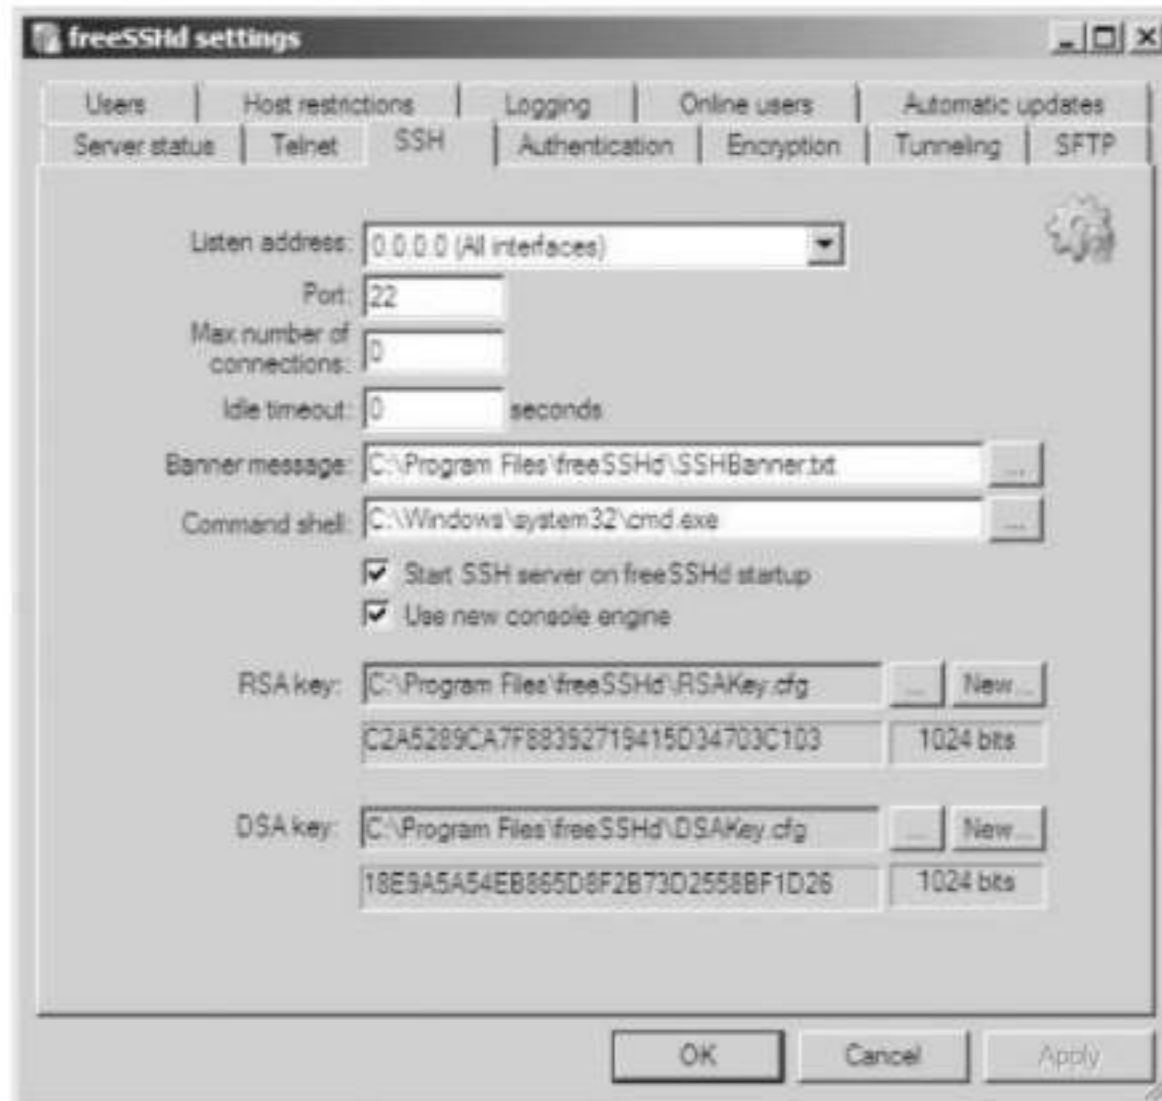 freeSSHd settings
Users Host restrictions Logging Online users Automatic updates
Server status Telnet SSH Authentication Encryption Tunneling SFTP
Listen address: 0.0.0.0 (All interfaces)
Port: 22
Max number of
connections: 0
Idle timeout: 0 seconds
Banner message: C:\Program Files\freeSSHd\SSHBanner.txt ...
Command shell: C:\Windows\system32\cmd.exe ...
Start SSH server on freeSSHd startup
Use new console engine
RSA key: C:\Program Files\freeSSHd\RSAKey.cfg ... New...
C2A5289CA7F88392719415D34703C103 1024 bits
DSA key: C:\Program Files\freeSSHd\DSAKey.cfg ... New...
18E9A5A54EB865D8F2B73D2558BF1D26 1024 bits
OK Cancel Apply